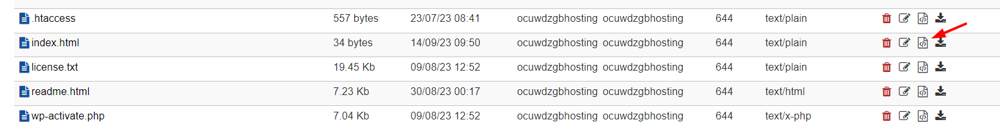 .htaccess 557 bytes 23/07/23 08:41 ocuwdzgbhosting ocuwdzgbhosting 644 text/plain
index.html 34 bytes 14/09/23 09:50 ocuwdzgbhosting ocuwdzgbhosting 644 text/plain
license.txt 19.45 Kb 09/08/23 12:52 ocuwdzgbhosting ocuwdzgbhosting 644 text/plain
readme.html 7.23 Kb 30/08/23 00:17 ocuwdzgbhosting ocuwdzgbhosting 644 text/html
wp-activate.php 7.04 Kb 09/08/23 12:52 ocuwdzgbhosting ocuwdzgbhosting 644 text/x-php